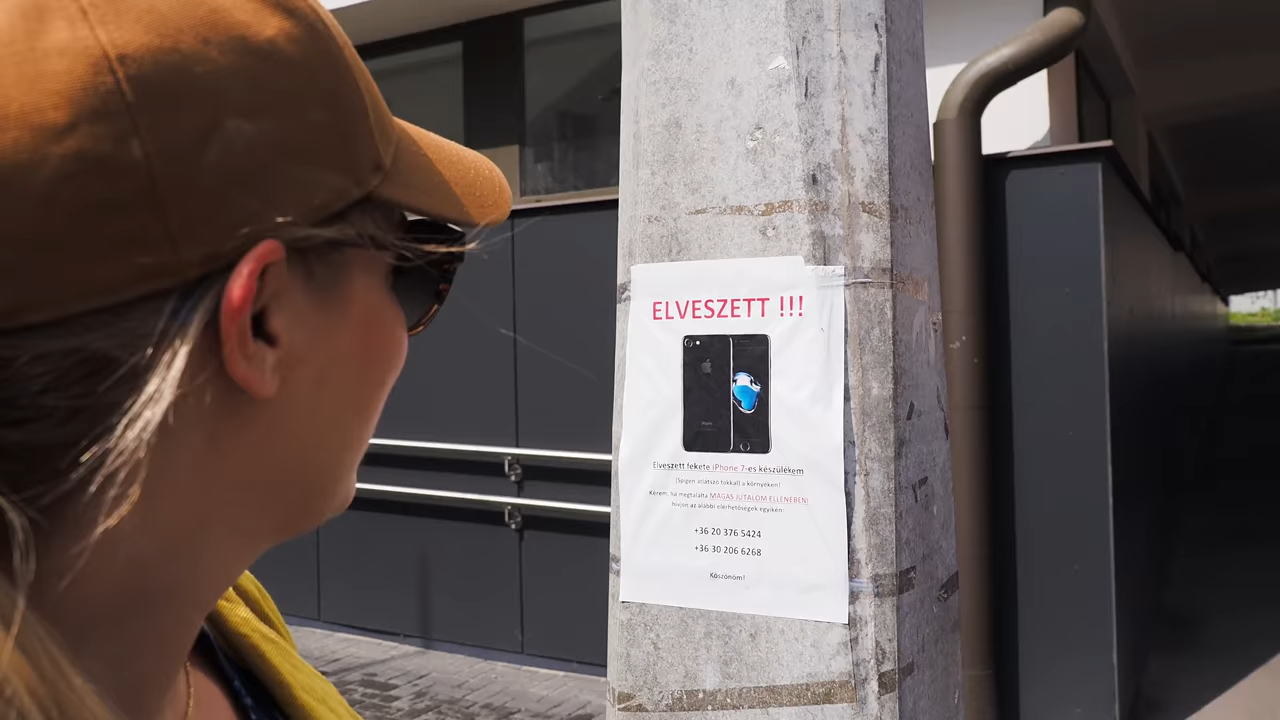 ELVESZETT !!!
Elveszett fekete iPhone 7-es készülékem
(Spigen átlátszó tokkal) a környéken!
Kérem, ha megtalálta MAGAS JUTALOM ELLENÉBEN!
hívjon az alábbi elérhetőségek egyikén:
+36 20 376 5424
+36 30 206 6268
Köszönöm!